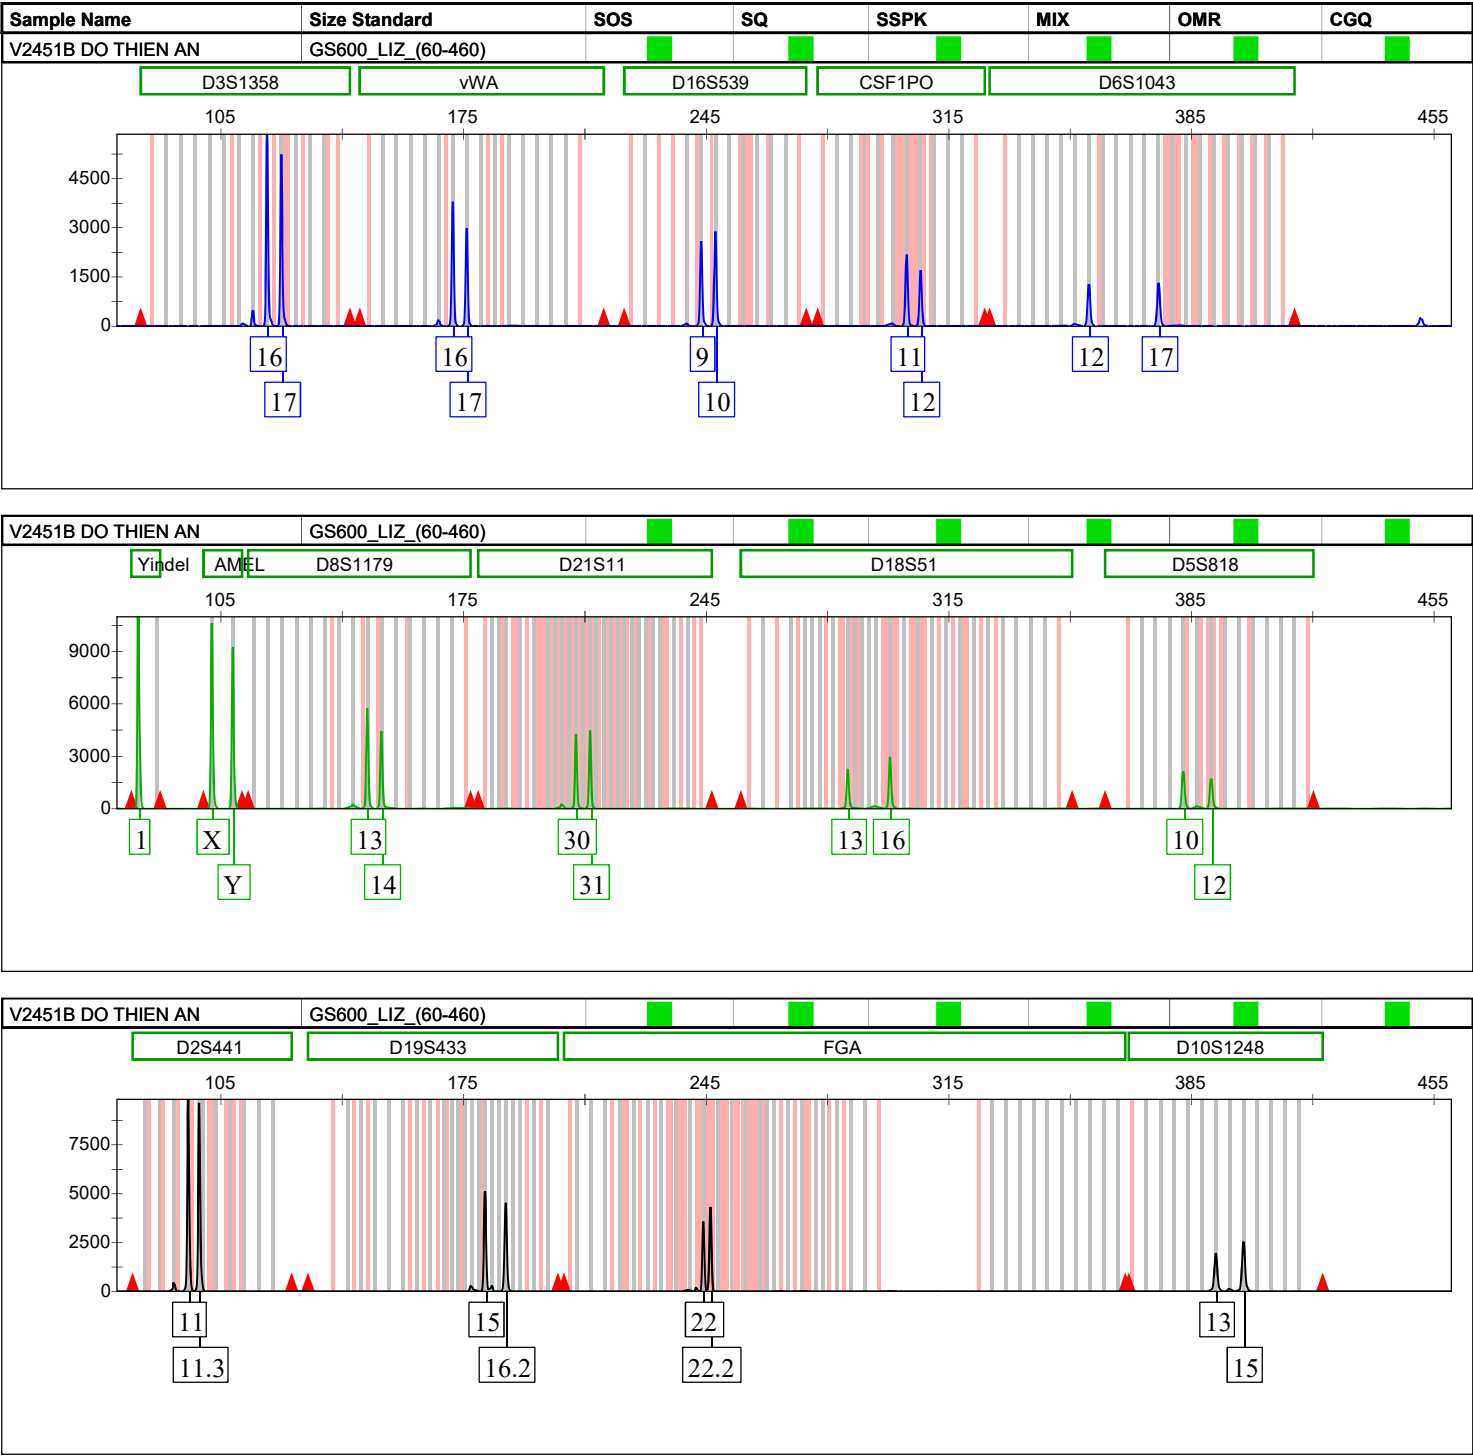 Sample Name Size Standard SOS SQ SSPK MIX OMR CGQ
V2451B DO THIEN AN GS600_LIZ_(60-460)
D3S1358 vWA D16S539 CSF1PO D6S1043
105 175 245 315 385 455
4500
3000
1500
0
16 16 9 11 12 17
17 17 10 12
V2451B DO THIEN AN GS600_LIZ_(60-460)
Yindel AMEL D8S1179 D21S11 D18S51 D5S818
105 175 245 315 385 455
9000
6000
3000
0
1 X 13 30 13 16 10
Y 14 31 12
V2451B DO THIEN AN GS600_LIZ_(60-460)
D2S441 D19S433 FGA D10S1248
105 175 245 315 385 455
7500
5000
2500
0
11 15 22 13
11.3 16.2 22.2 15